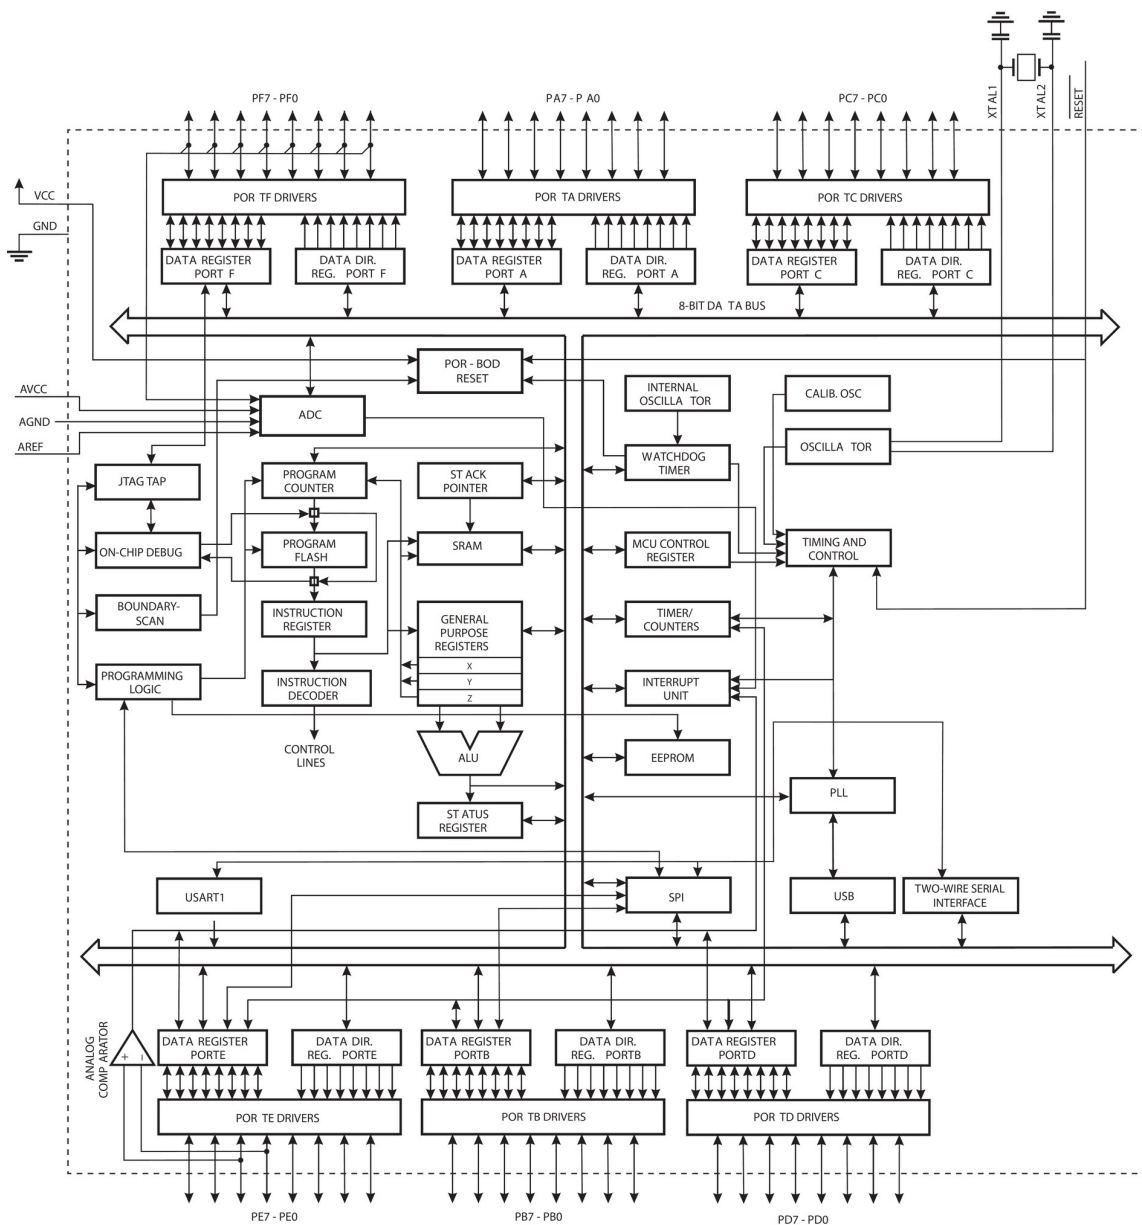 XT AL1
XT AL2
RESET
PF7 - PF0
PA7 - P A0
PC7 - PC0
VCC
GND
POR TF DRIVERS
POR TA DRIVERS
POR TC DRIVERS
DATA REGISTER
PORT F
DATA DIR.
REG. PORT F
DATA REGISTER
PORT A
DATA DIR.
REG. PORT A
DATA REGISTER
PORT C
DATA DIR.
REG. PORT C
8-BIT DA TA BUS
POR - BOD
RESET
INTERNAL
OSCILLA TOR
CALIB. OSC
AVCC
AGND
AREF
ADC
OSCILLA TOR
WATCHDOG
TIMER
JTAG TAP
PROGRAM
COUNTER
ST ACK
POINTER
ON-CHIP DEBUG
PROGRAM
FLASH
SRAM
MCU CONTROL
REGISTER
TIMING AND
CONTROL
BOUNDARY-
SCAN
INSTRUCTION
REGISTER
GENERAL
PURPOSE
REGISTERS
X
Y
Z
TIMER/
COUNTERS
PROGRAMMING
LOGIC
INSTRUCTION
DECODER
INTERRUPT
UNIT
CONTROL
LINES
ALU
EEPROM
PLL
ST ATUS
REGISTER
USART1
SPI
USB
TWO-WIRE SERIAL
INTERFACE
ANALOG
COMP ARATOR
+
−
DATA REGISTER
PORTE
DATA DIR.
REG. PORTE
DATA REGISTER
PORTB
DATA DIR.
REG. PORTB
DATA REGISTER
PORTD
DATA DIR.
REG. PORTD
POR TE DRIVERS
POR TB DRIVERS
POR TD DRIVERS
PE7 - PE0
PB7 - PB0
PD7 - PD0